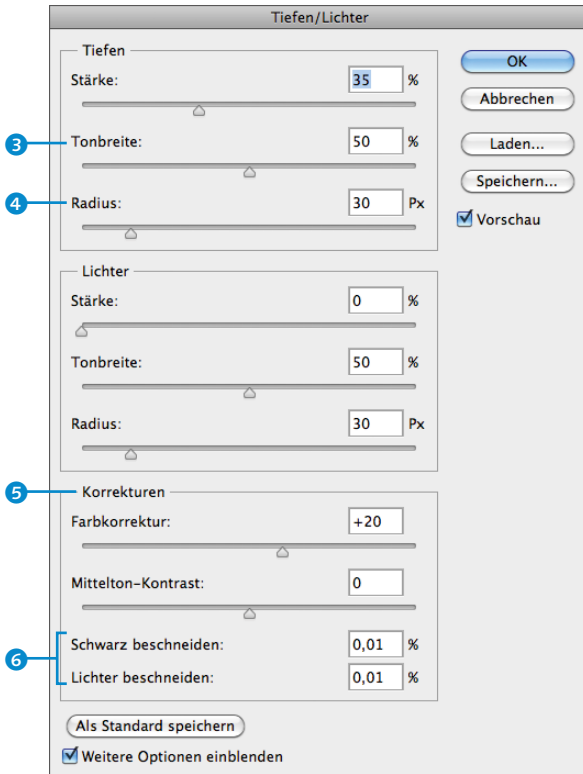 Tiefen/Lichter
Tiefen
Stärke: 35 %
3 Tonbreite: 50 %
4 Radius: 30 Px
OK
Abbrechen
Laden...
Speichern...
Vorschau
Lichter
Stärke: 0 %
Tonbreite: 50 %
Radius: 30 Px
5 Korrekturen
Farbkorrektur: +20
Mittelton-Kontrast: 0
6
Schwarz beschneiden: 0,01 %
Lichter beschneiden: 0,01 %
Als Standard speichern
Weitere Optionen einblenden